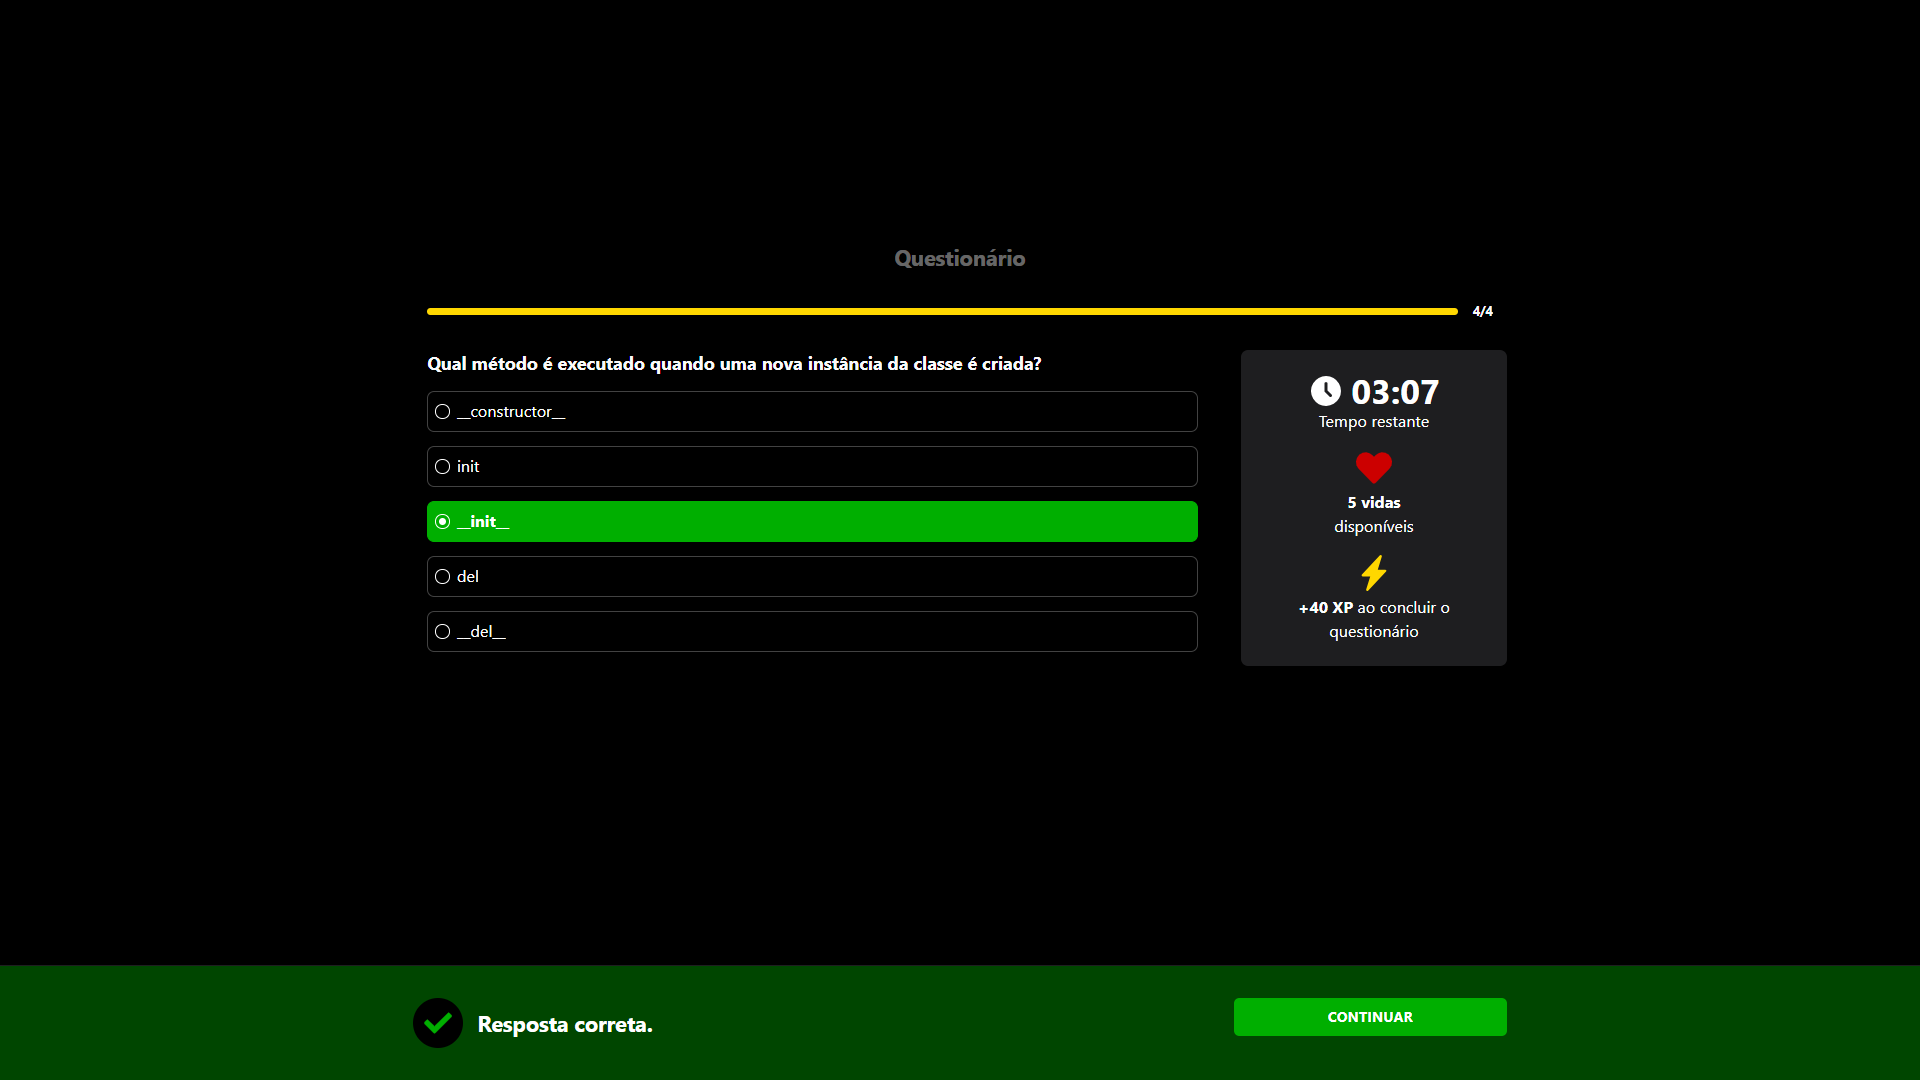 Questionário
4/4
Qual método é executado quando uma nova instância da classe é criada?
__constructor__
init
__init__
del
__del__
03:07
Tempo restante
5 vidas
disponíveis
+40 XP ao concluir o
questionário
Resposta correta.
CONTINUAR